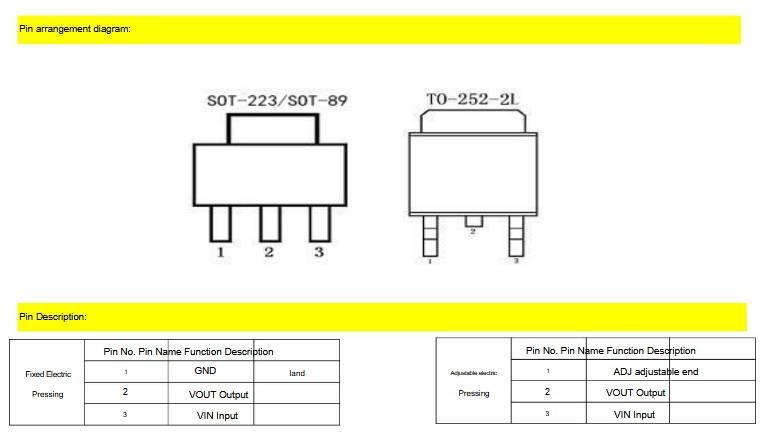 Pin arrangement diagram:
SOT-223/SOT-89
TO-252-2L
1 2 3
1 2 3
Pin Description:
Fixed Electric
Pressing
Pin No. Pin Name Function Description
1 GND land
2 VOUT Output
3 VIN Input
Adjustable electric
Pressing
Pin No. Pin Name Function Description
1 ADJ adjustable end
2 VOUT Output
3 VIN Input